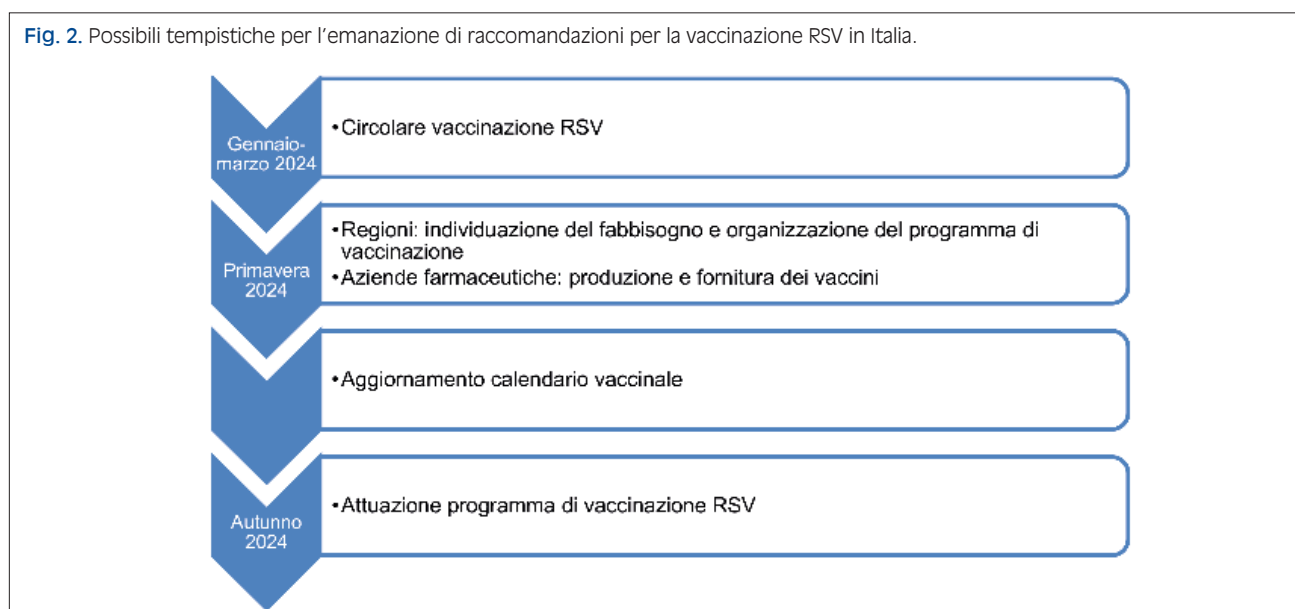 Fig. 2. Possibili tempistiche per l'emanazione di raccomandazioni per la vaccinazione RSV in Italia.
Gennaio-
marzo 2024
•Circolare vaccinazione RSV
Primavera
2024
•Regioni: individuazione del fabbisogno e organizzazione del programma di
vaccinazione
•Aziende farmaceutiche: produzione e fornitura dei vaccini
•Aggiornamento calendario vaccinale
Autunno
2024
•Attuazione programma di vaccinazione RSV